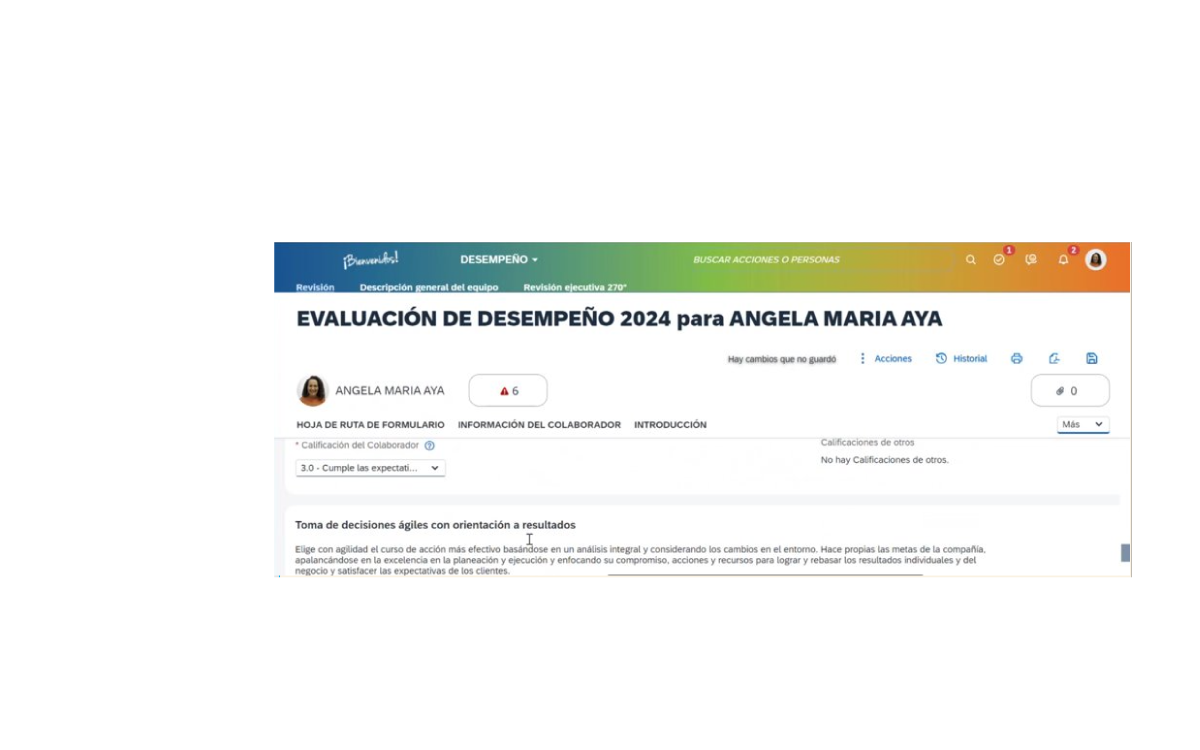 ¡Bienvenidos!
DESEMPEÑO
BUSCAR ACCIONES O PERSONAS
1
2
Revisión
Descripción general del equipo
Revisión ejecutiva 270°
EVALUACIÓN DE DESEMPEÑO 2024 para ANGELA MARIA AYA
Hay cambios que no guardó
Acciones
Historial
ANGELA MARIA AYA
6
0
HOJA DE RUTA DE FORMULARIO
INFORMACIÓN DEL COLABORADOR
INTRODUCCIÓN
Más
* Calificación del Colaborador
Calificaciones de otros
3.0 - Cumple las expectati...
No hay Calificaciones de otros.
Toma de decisiones ágiles con orientación a resultados
Elige con agilidad el curso de acción más efectivo basándose en un análisis integral y considerando los cambios en el entorno. Hace propias las metas de la compañía,
apalancándose en la excelencia en la planeación y ejecución y enfocando su compromiso, acciones y recursos para lograr y rebasar los resultados individuales y del
negocio y satisfacer las expectativas de los clientes.